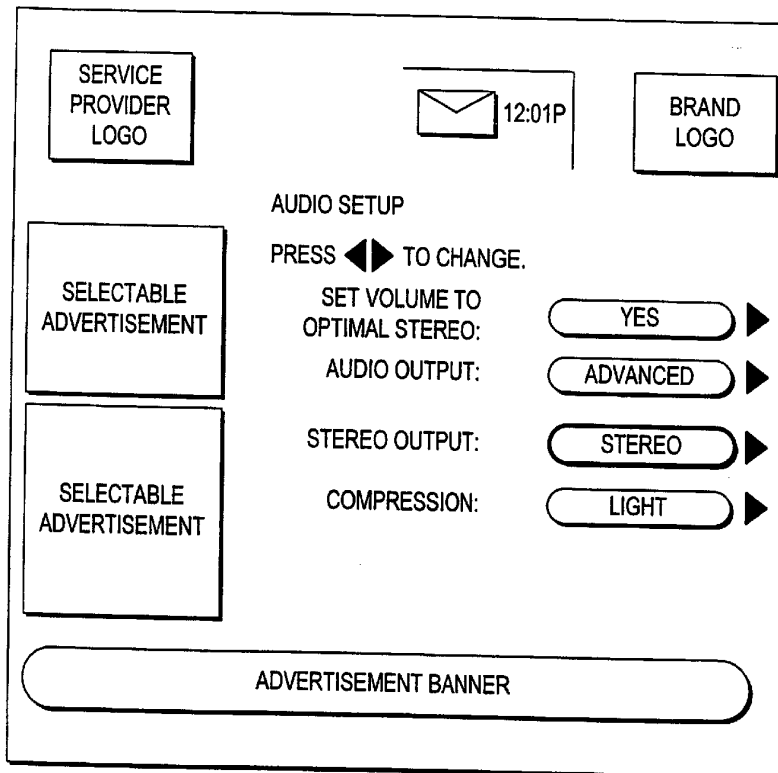 SERVICE
PROVIDER
LOGO
12:01P
BRAND
LOGO
AUDIO SETUP
PRESS ◀▶ TO CHANGE.
SELECTABLE
ADVERTISEMENT
SET VOLUME TO
OPTIMAL STEREO:
YES
AUDIO OUTPUT:
ADVANCED
STEREO OUTPUT:
STEREO
SELECTABLE
ADVERTISEMENT
COMPRESSION:
LIGHT
ADVERTISEMENT BANNER